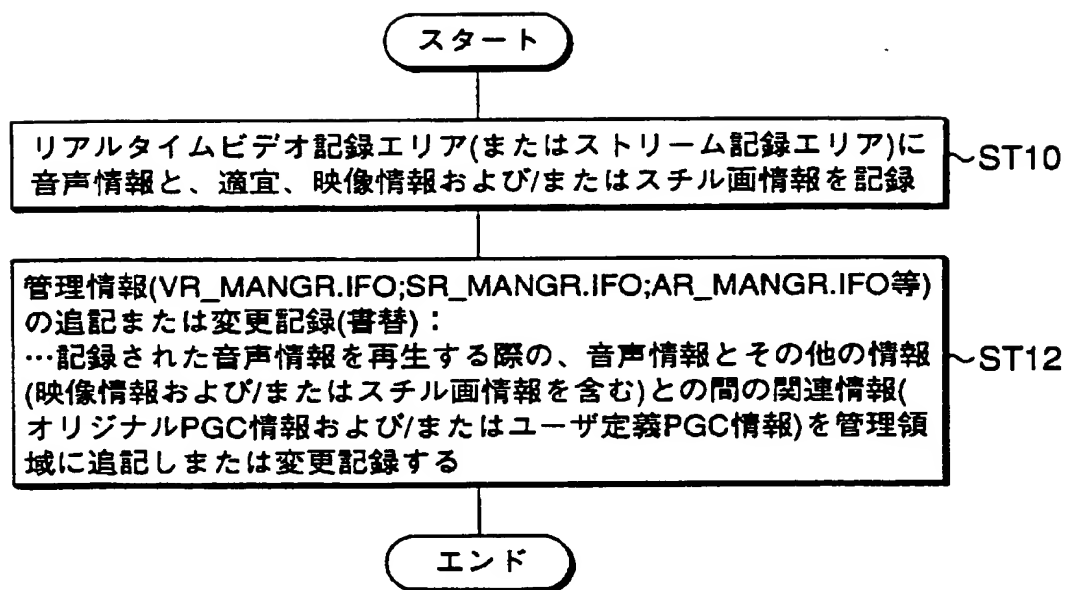 スタート
リアルタイムビデオ記録エリア(またはストリーム記録エリア)に
音声情報と、適宜、映像情報および/またはスチル画情報を記録
~ST10
管理情報(VR_MANGR.IFO;SR_MANGR.IFO;AR_MANGR.IFO等)
の追記または変更記録(書替)：
…記録された音声情報を再生する際の、音声情報とその他の情報
(映像情報および/またはスチル画情報を含む)との間の関連情報(
オリジナルPGC情報および/またはユーザ定義PGC情報)を管理領
域に追記しまたは変更記録する
~ST12
エンド